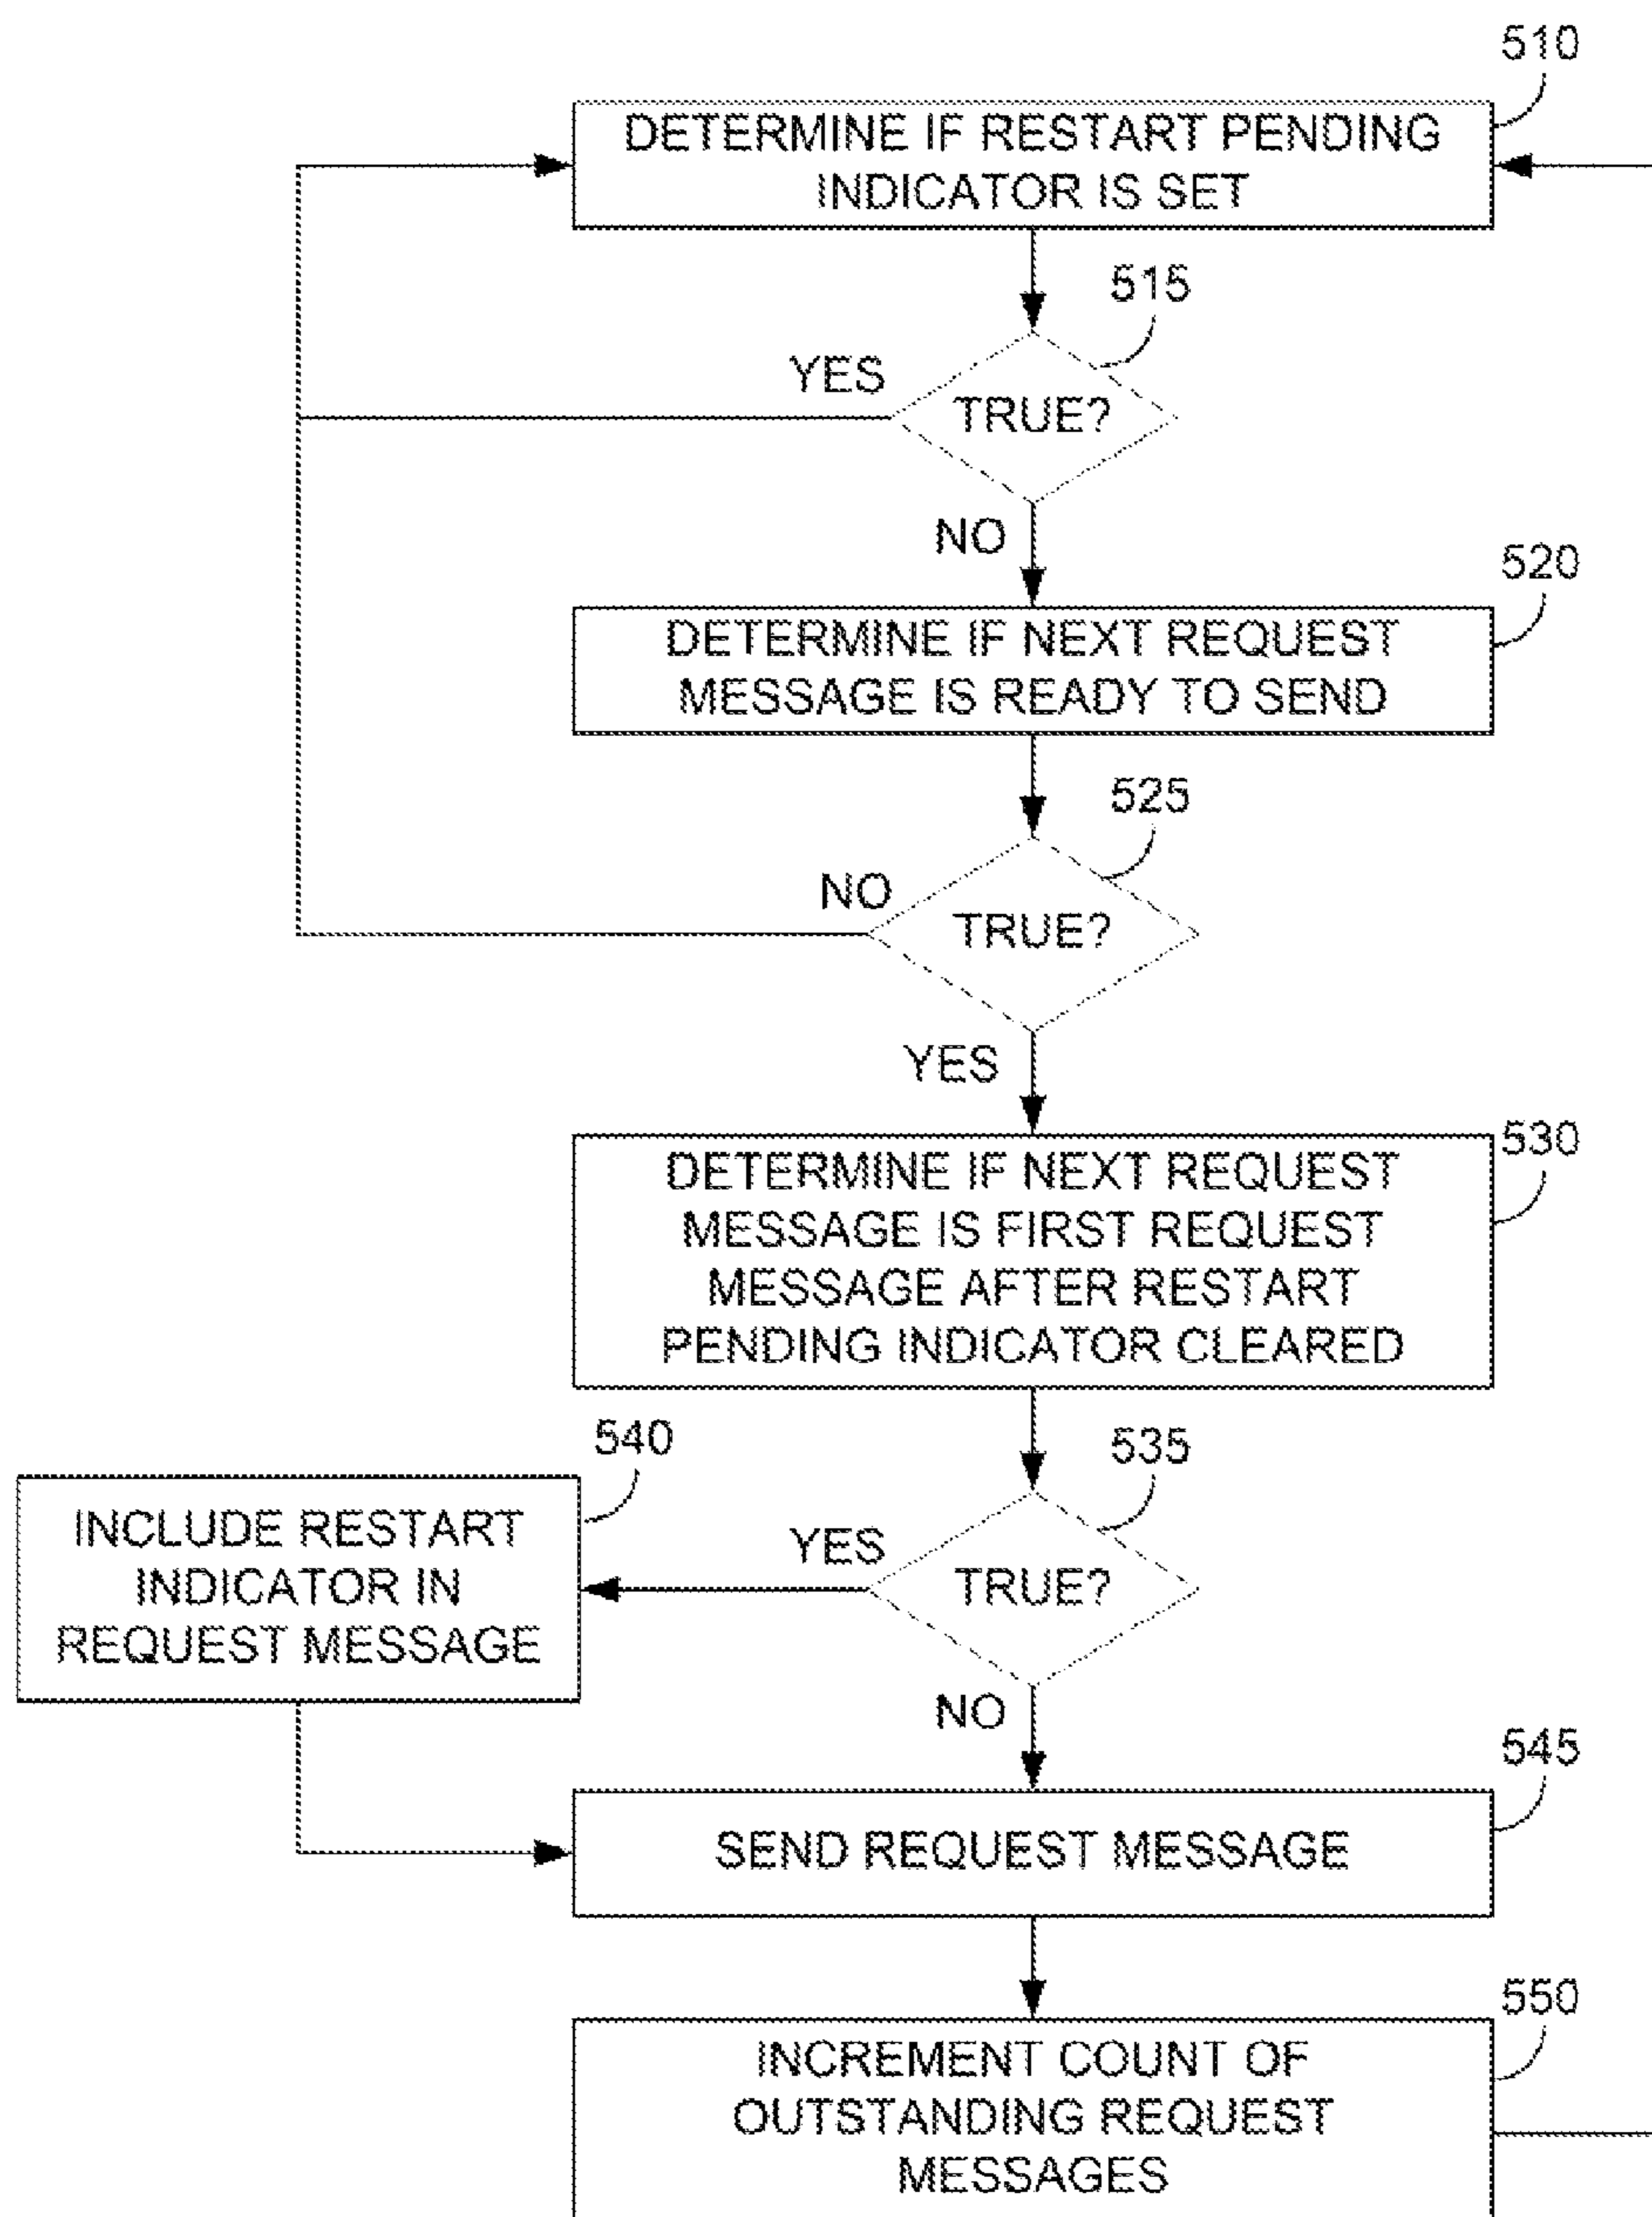 510
DETERMINE IF RESTART PENDING
INDICATOR IS SET
515
YES
TRUE?
NO
520
DETERMINE IF NEXT REQUEST
MESSAGE IS READY TO SEND
525
NO
TRUE?
YES
530
DETERMINE IF NEXT REQUEST
MESSAGE IS FIRST REQUEST
MESSAGE AFTER RESTART
PENDING INDICATOR CLEARED
540
535
INCLUDE RESTART
INDICATOR IN
REQUEST MESSAGE
YES
TRUE?
NO
545
SEND REQUEST MESSAGE
550
INCREMENT COUNT OF
OUTSTANDING REQUEST
MESSAGES